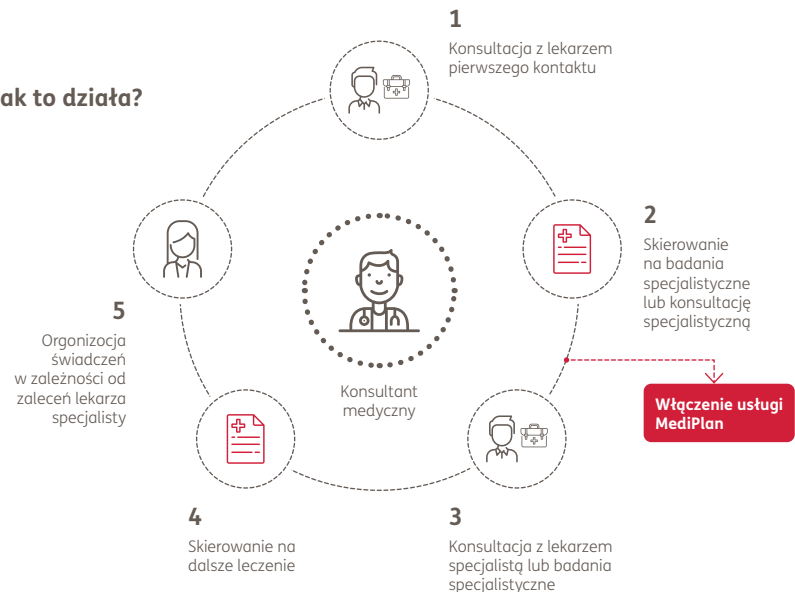 ak to działa?
1
Konsultacja z lekarzem
pierwszego kontaktu
2
Skierowanie
na badania
specjalistyczne
lub konsultację
specjalistyczną
Włączenie usługi
MediPlan
3
Konsultacja z lekarzem
specjalistą lub badania
specjalistyczne
4
Skierowanie na
dalsze leczenie
5
Orgonizocja
świadczeń
w zależności od
zaleceń lekarza
specjalisty
Konsultant
medyczny